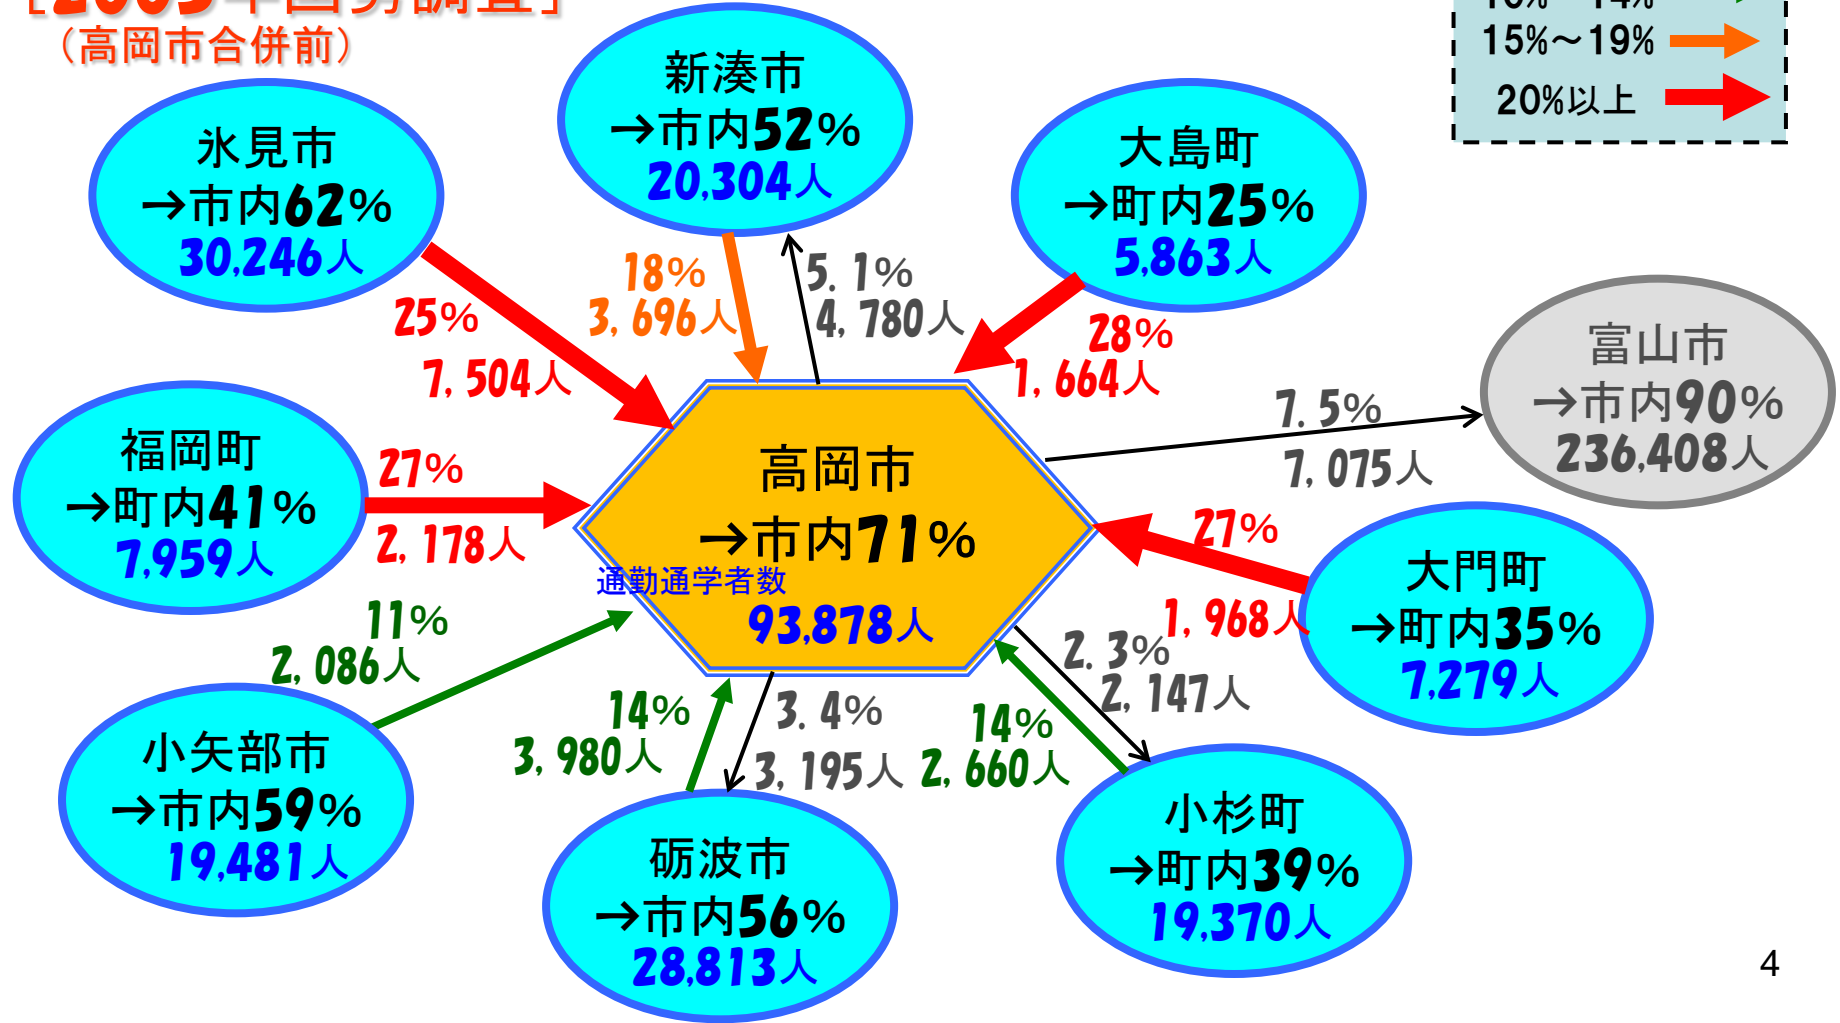 ［2005年国勢調査］
（高岡市合併前）
10%～14%
15%～19%
20%以上
新湊市
→市内52%
20,304人
氷見市
→市内62%
30,246人
大島町
→町内25%
5,863人
18%
3,696人
5.1%
4,780人
25%
7,504人
28%
1,664人
富山市
→市内90%
236,408人
7.5%
7,075人
福岡町
→町内41%
7,959人
27%
2,178人
高岡市
→市内71%
通勤通学者数
93,878人
27%
1,968人
大門町
→町内35%
7,279人
11%
2,086人
2.3%
2,147人
14%
3,980人
3.4%
3,195人
14%
2,660人
小矢部市
→市内59%
19,481人
砺波市
→市内56%
28,813人
小杉町
→町内39%
19,370人
4